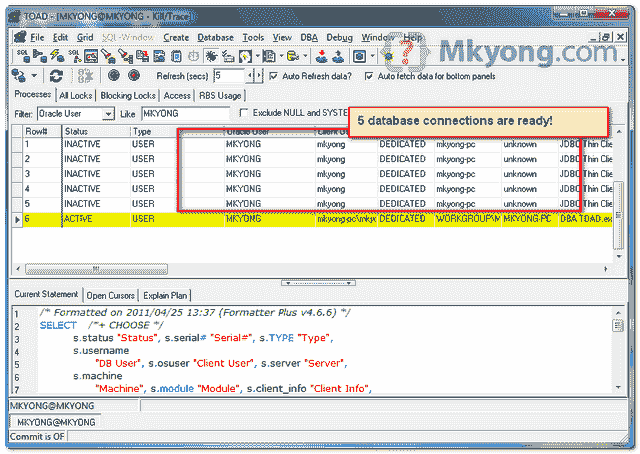 TOAD - [MKYONG@MKYONG - Kill/Trace]
File Edit Grid SQL-Window Create Database Tools View DBA Debug Window Help
Mkyong.com
Refresh (secs) 5 Auto Refresh data? Auto fetch data for bottom panels
Processes All Locks Blocking Locks Access RBS Usage
Filter: Oracle User Like MKYONG Exclude NULL and SYSTE
5 database connections are ready!
Row# Status Type Oracle User Client U
1 INACTIVE USER MKYONG mkyong DEDICATED mkyong-pc unknown JDBC Thin Clie
2 INACTIVE USER MKYONG mkyong DEDICATED mkyong-pc unknown JDBC Thin Clie
3 INACTIVE USER MKYONG mkyong DEDICATED mkyong-pc unknown JDBC Thin Clie
4 INACTIVE USER MKYONG mkyong DEDICATED mkyong-pc unknown JDBC Thin Clie
5 INACTIVE USER MKYONG mkyong DEDICATED mkyong-pc unknown JDBC Thin Clie
6 ACTIVE USER MKYONG mkyong-pc\mkyo DEDICATED WORKGROUP\M MKYONG-PC DBA TOAD.exe
Current Statement Open Cursors Explain Plan
1 /* Formatted on 2011/04/25 13:37 (Formatter Plus v4.6.6) */
2 SELECT /*+ CHOOSE */
3 s.status "Status", s.serial# "Serial#", s.TYPE "Type",
4 s.username
5 "DB User", s.osuser "Client User", s.server "Server",
6 s.machine
7 "Machine", s.module "Module", s.client_info "Client Info",
MKYONG@MKYONG
MKYONG@MKYONG
Commit is OF